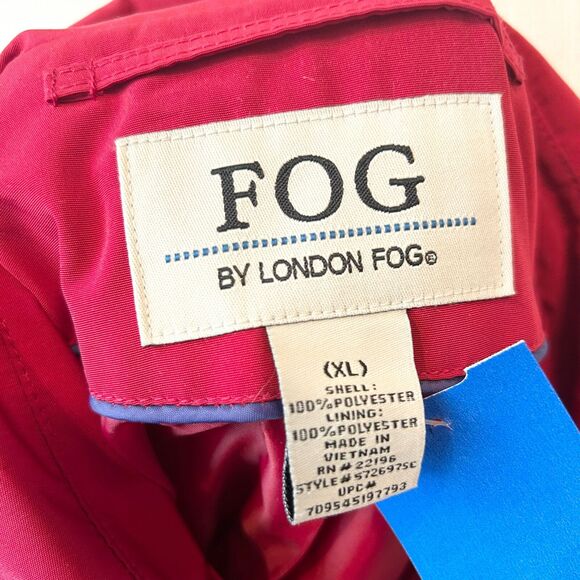 FOG
BY LONDON FOG®
(XL)
SHELL:
100%POLYESTER
LINING:
100%POLYESTER
MADE IN
VIETNAM
RN# 22196
STYLE# 572697SC
UPC#
709545197793